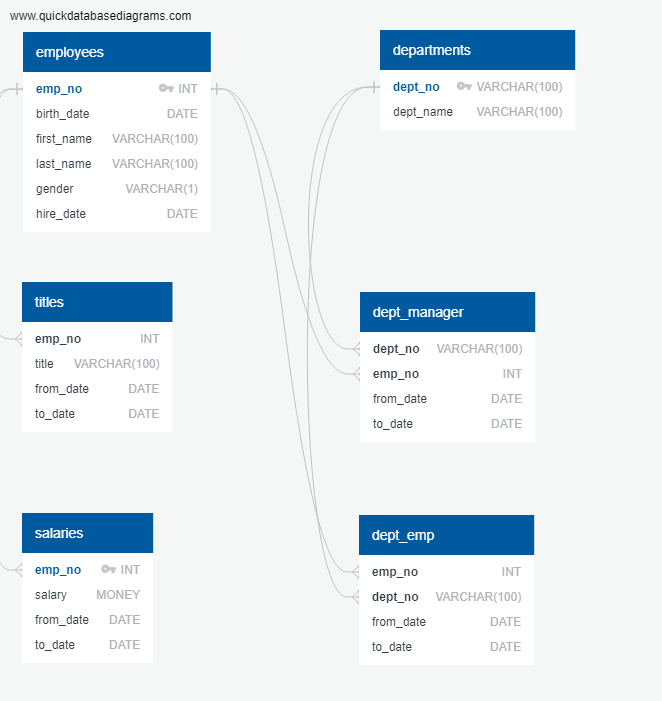 www.quickdatabasediagrams.com
employees
emp_no INT
birth_date DATE
first_name VARCHAR(100)
last_name VARCHAR(100)
gender VARCHAR(1)
hire_date DATE
departments
dept_no VARCHAR(100)
dept_name VARCHAR(100)
titles
emp_no INT
title VARCHAR(100)
from_date DATE
to_date DATE
dept_manager
dept_no VARCHAR(100)
emp_no INT
from_date DATE
to_date DATE
salaries
emp_no INT
salary MONEY
from_date DATE
to_date DATE
dept_emp
emp_no INT
dept_no VARCHAR(100)
from_date DATE
to_date DATE